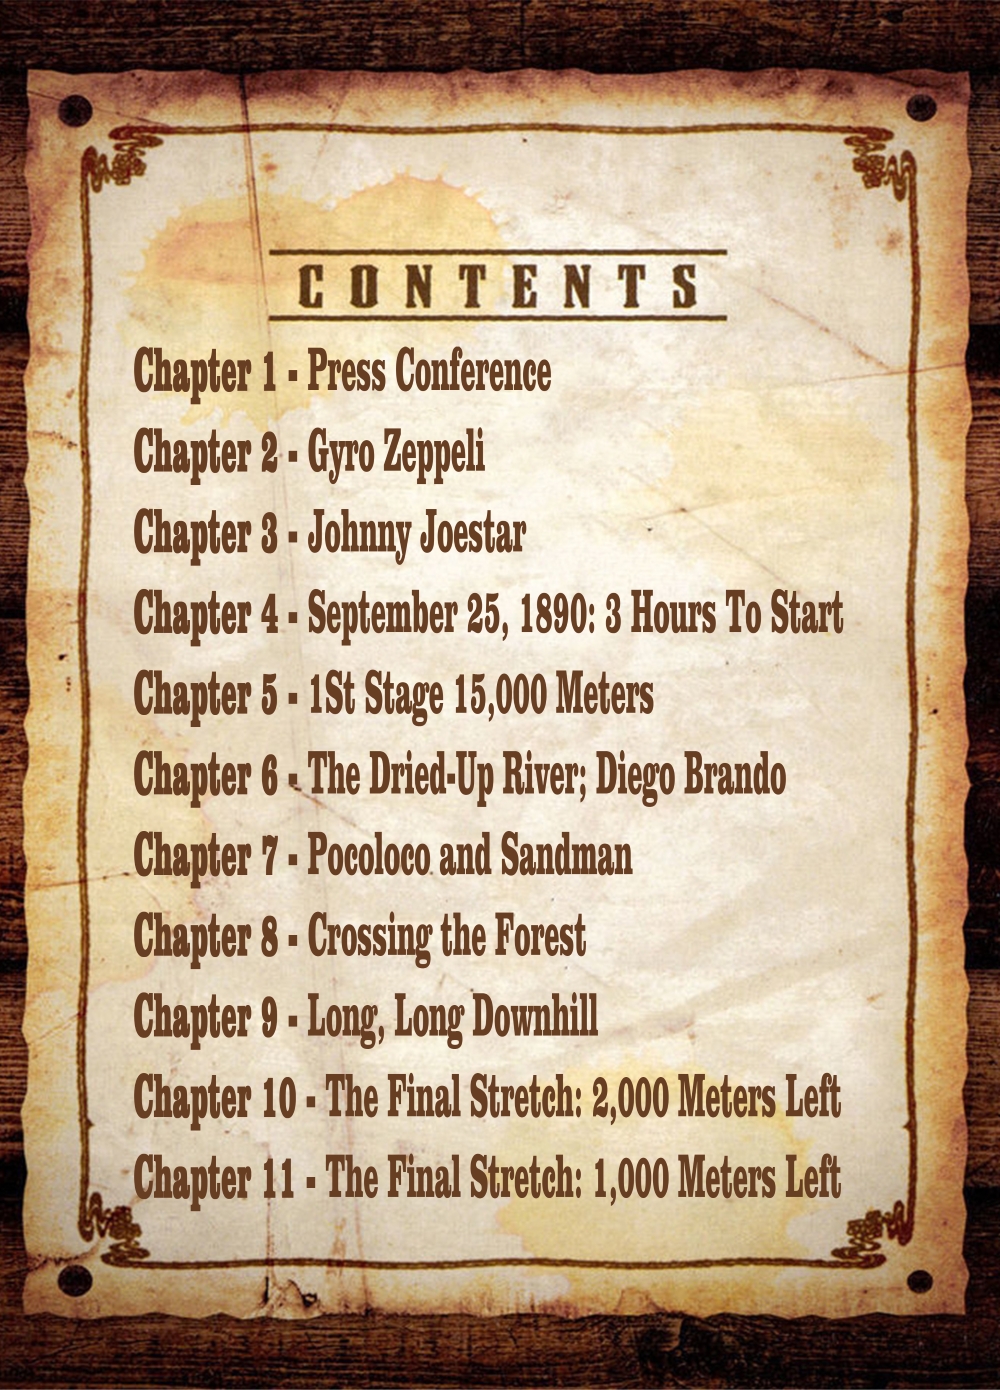 CONTENTS
Chapter 1 - Press Conference
Chapter 2 - Gyro Zeppeli
Chapter 3 - Johnny Joestar
Chapter 4 - September 25, 1890: 3 Hours To Start
Chapter 5 - 1St Stage 15,000 Meters
Chapter 6 - The Dried-Up River; Diego Brando
Chapter 7 - Pocoloco and Sandman
Chapter 8 - Crossing the Forest
Chapter 9 - Long, Long Downhill
Chapter 10 - The Final Stretch: 2,000 Meters Left
Chapter 11 - The Final Stretch: 1,000 Meters Left